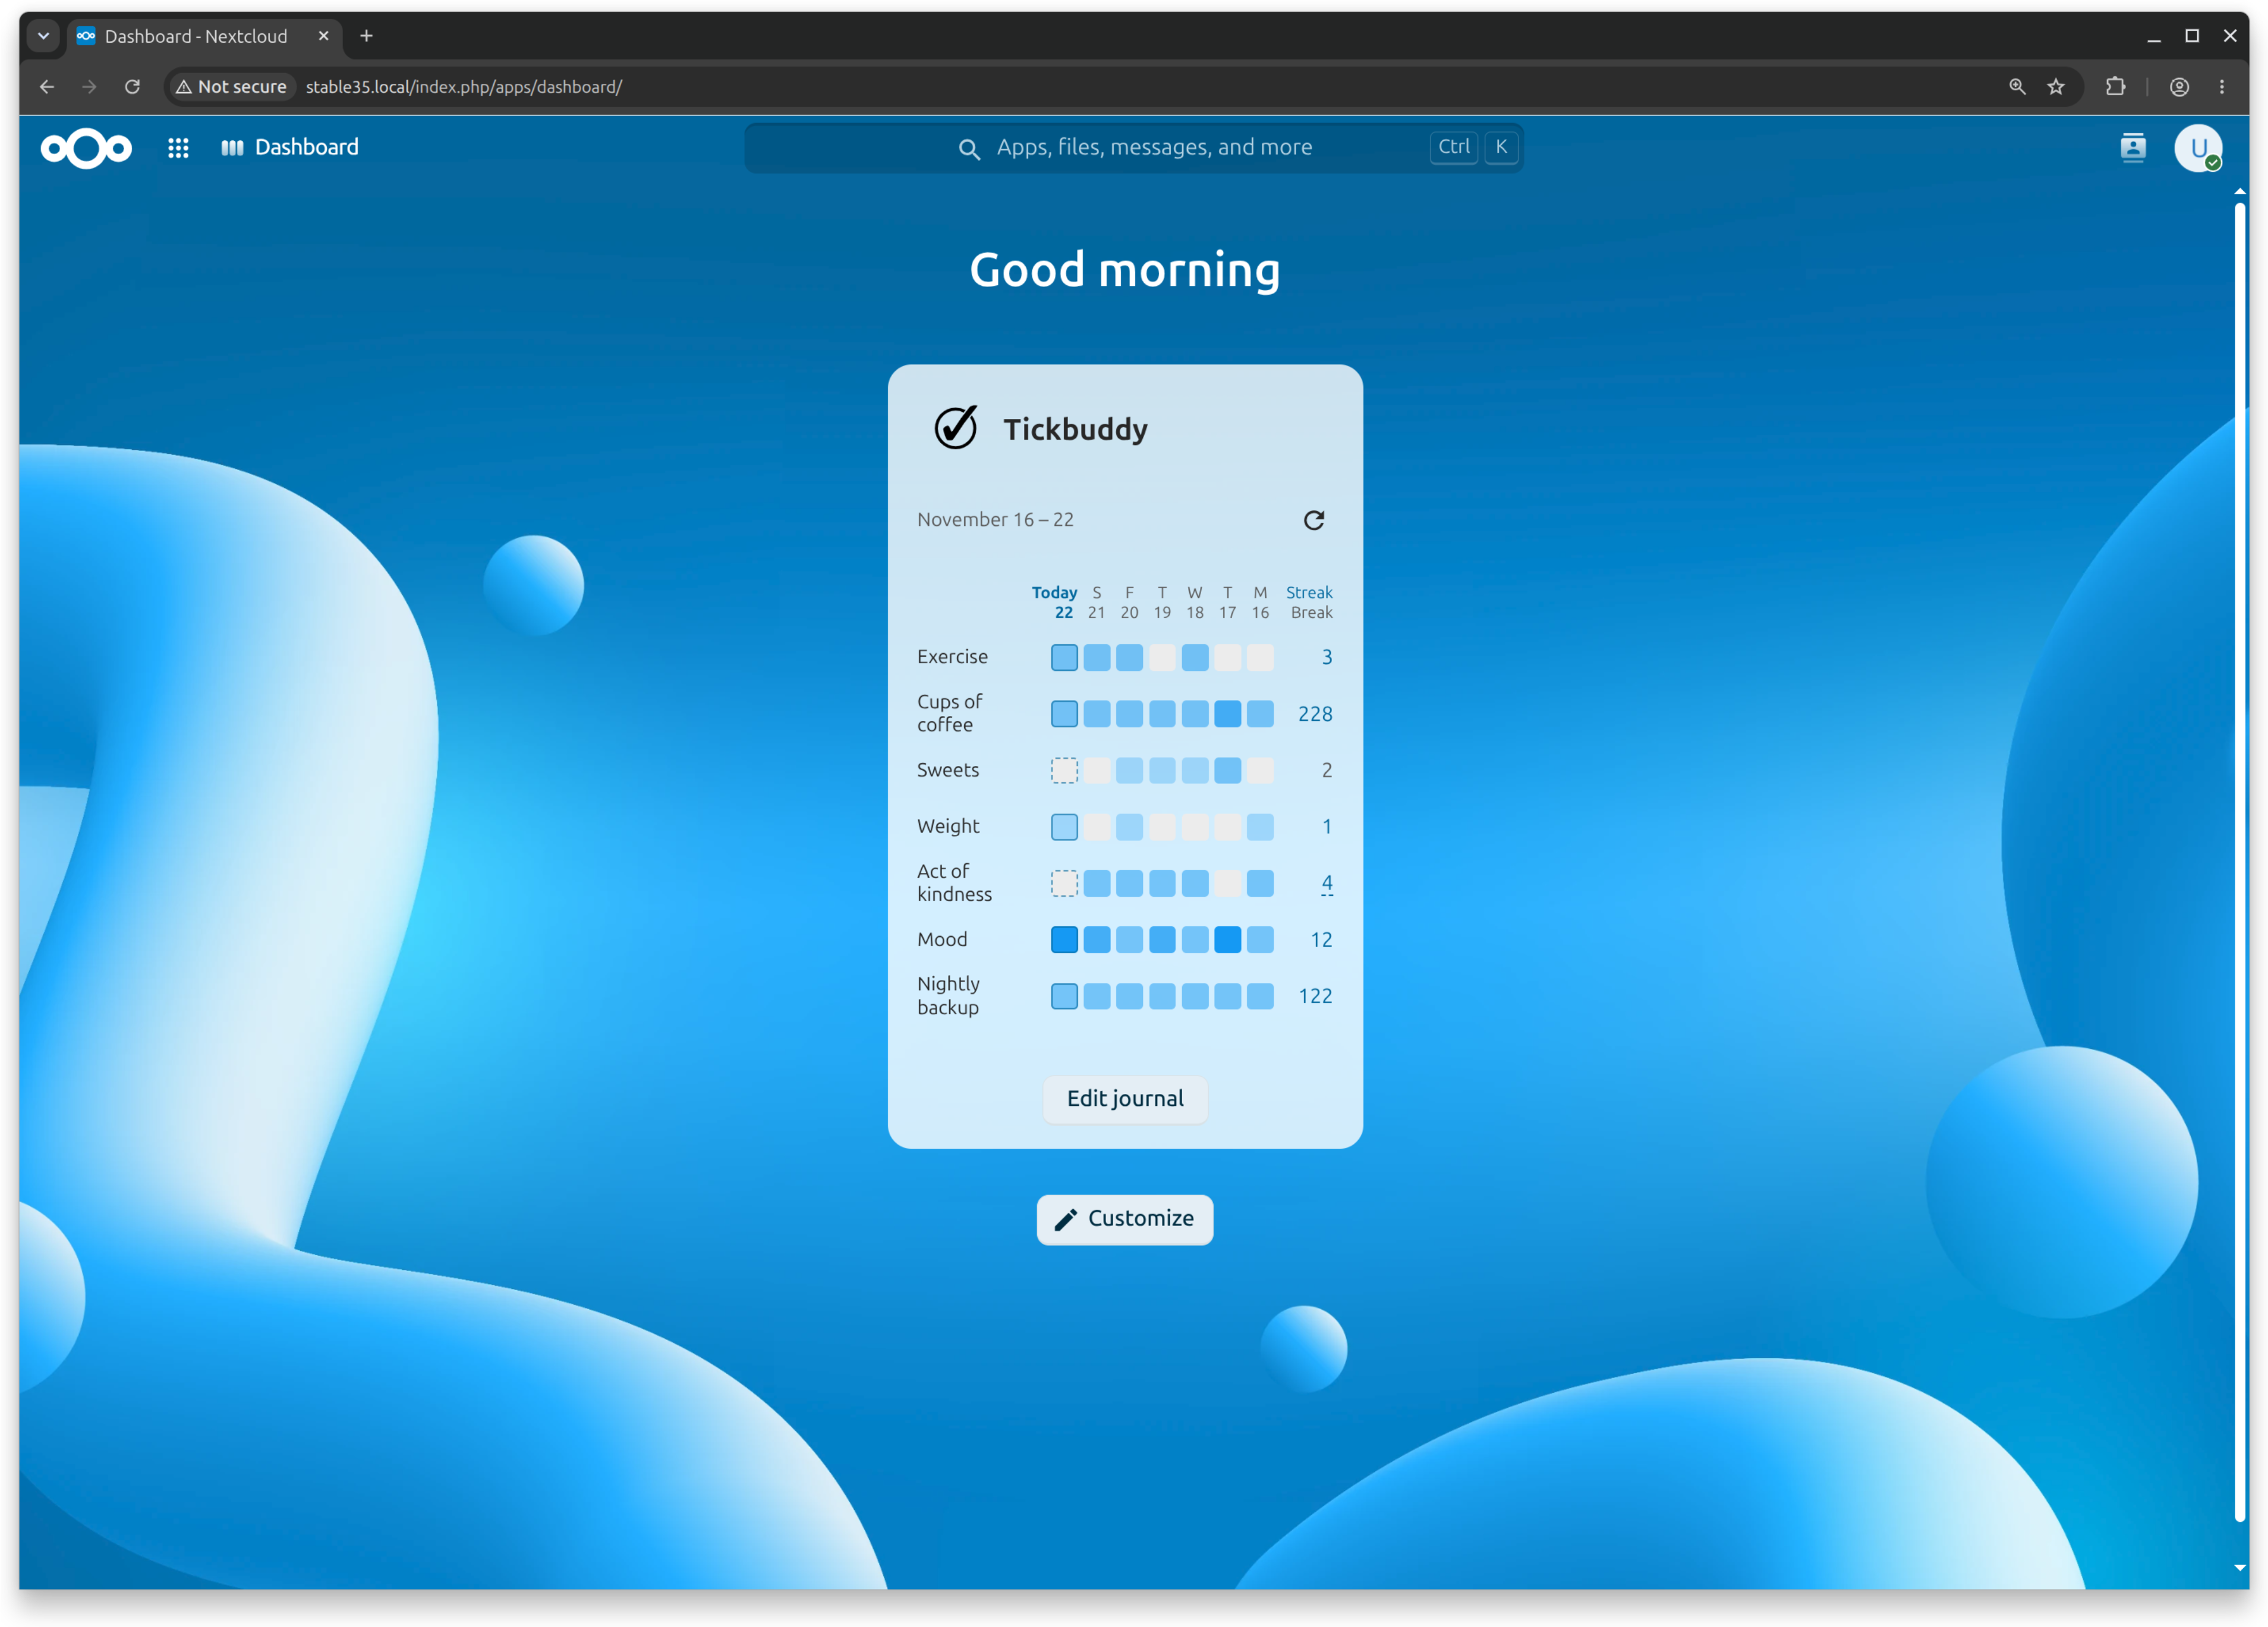 Dashboard - Nextcloud
Not secure
stable35.local/index.php/apps/dashboard/
Dashboard
Apps, files, messages, and more
Ctrl
K
U
Good morning
Tickbuddy
November 16 – 22
Today S F T W T M Streak
22 21 20 19 18 17 16 Break
Exercise 3
Cups of
coffee
228
Sweets 2
Weight 1
Act of
kindness
4
Mood 12
Nightly
backup
122
Edit journal
Customize